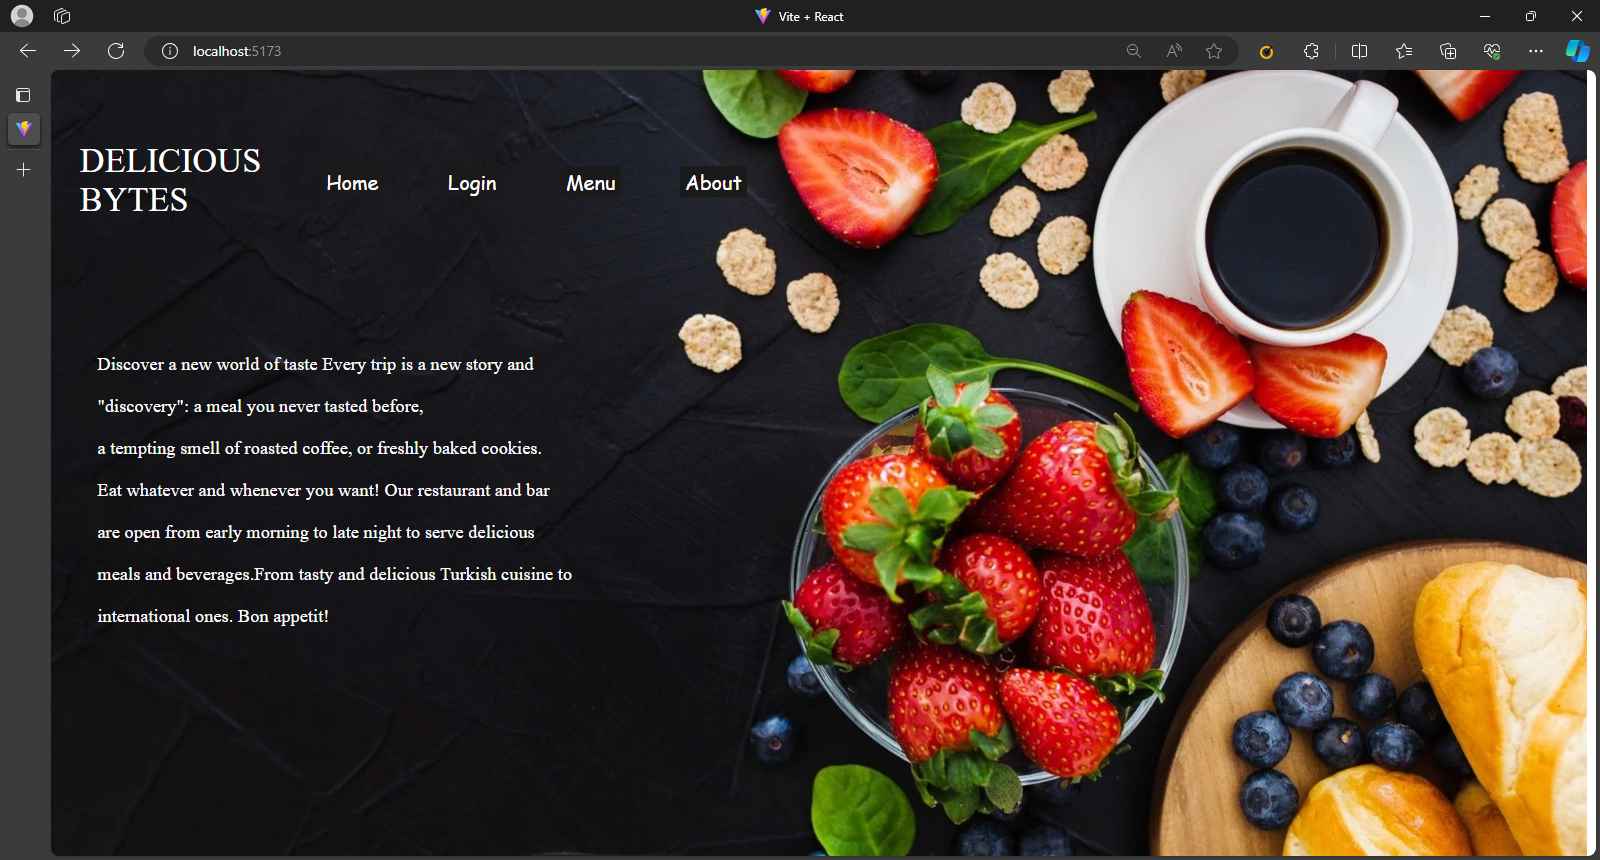 Vite + React
localhost:5173
DELICIOUS
BYTES
Home Login Menu About
Discover a new world of taste Every trip is a new story and
"discovery": a meal you never tasted before,
a tempting smell of roasted coffee, or freshly baked cookies.
Eat whatever and whenever you want! Our restaurant and bar
are open from early morning to late night to serve delicious
meals and beverages.From tasty and delicious Turkish cuisine to
international ones. Bon appetit!